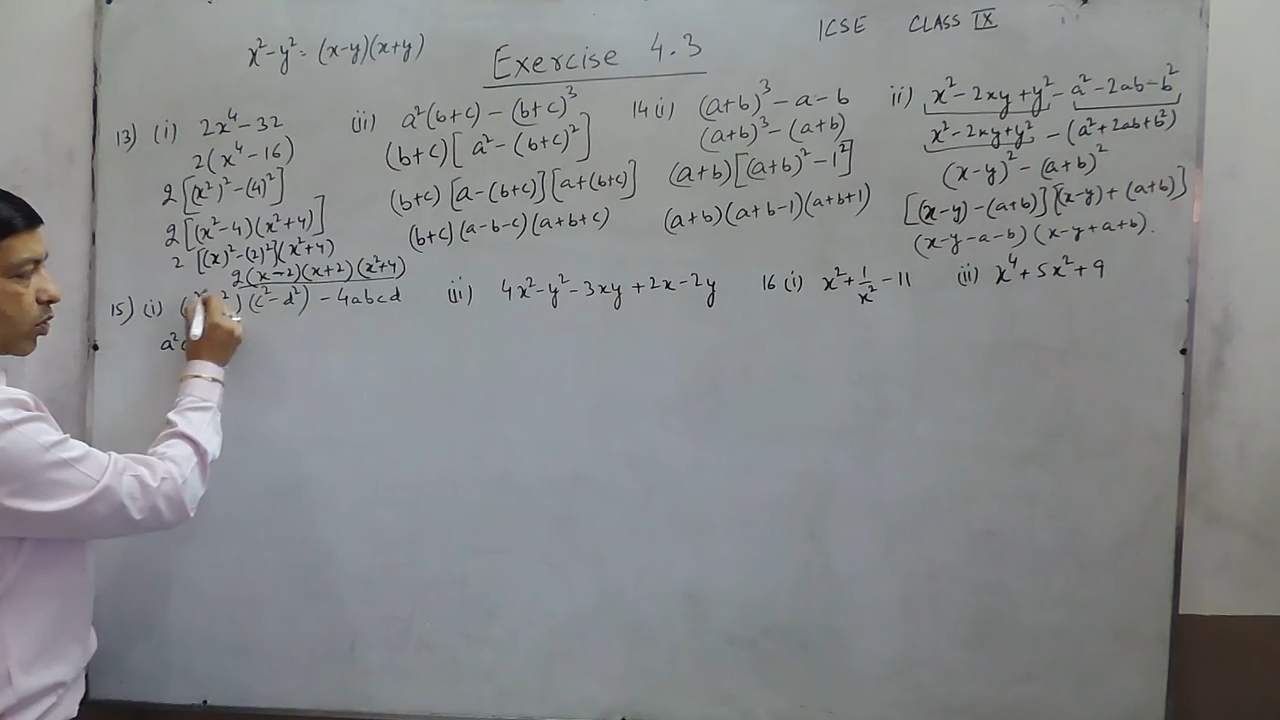 x²-y² = (x-y)(x+y)
Exercise 4.3
ICSE CLASS IX
13) (i) 2x⁴-32
2(x⁴-16)
2[(x²)²-(4)²]
2[(x²-4)(x²+4)]
2[(x)²-(2)²](x²+4)
2(x-2)(x+2)(x²+4)
(ii) a²(b+c) - (b+c)³
(b+c)[a²-(b+c)²]
(b+c)[a-(b+c)][a+(b+c)]
(b+c)(a-b-c)(a+b+c)
14 (i) (a+b)³-a-b
(a+b)³-(a+b)
(a+b)[(a+b)²-1²]
(a+b)(a+b-1)(a+b+1)
ii) x²-2xy+y²-a²-2ab-b²
x²-2xy+y² - (a²+2ab+b²)
(x-y)² - (a+b)²
[(x-y)-(a+b)][(x-y)+(a+b)]
(x-y-a-b)(x-y+a+b).
15) (i) ( ²)(c²-d²) - 4abcd
a²
(ii) 4x²-y²-3xy+2x-2y
16 (i) x²+1/x²-11
(ii) x⁴+5x²+9